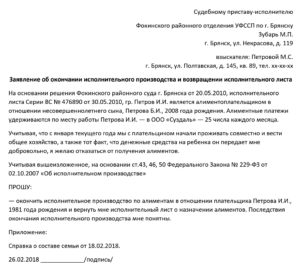 Судебному приставу-исполнителю
Фокинского районного отделения УФССП по г. Брянску
Зубарь М.П.
г. Брянск, ул. Некрасова, д. 119
взыскателя: Петровой М.С.
г. Брянск, ул. Полтавская, д. 145, кв. 89, тел. хх-хх-хх
Заявление об окончании исполнительного производства и возвращении исполнительного листа
На основании решения Фокинского районного суда г. Брянска от 20.05.2010, исполнительного
листа Серии ВС № 476890 от 30.05.2010, гр. Петров И.И. является алиментоплательщиком в
отношении несовершеннолетнего сына, Петрова Б.И., 2008 года рождения. Алиментные платежи
удерживаются по месту работы Петрова И.И. — в ООО «Суздаль» — 25 числа каждого месяца.
Учитывая, что с января текущего года мы с плательщиком начали проживать совместно и вести
общее хозяйство, а также тот факт, что денежные средства на ребенка он передает мне
добровольно, я желаю отказаться от получения алиментов.
Учитывая вышеизложенное, на основании ст.43, 46, 50 Федерального Закона № 229-ФЗ от
02.10.2007 «Об исполнительном производстве»
ПРОШУ:
— окончить исполнительное производство по алиментам в отношении плательщика Петрова И.И.,
1981 года рождения и вернуть мне исполнительный лист о назначении алиментов. Последствия
окончания исполнительного производства мне понятны.
Приложение:
Справка о составе семьи от 18.02.2018.
26.02.2018 ____________/подпись/